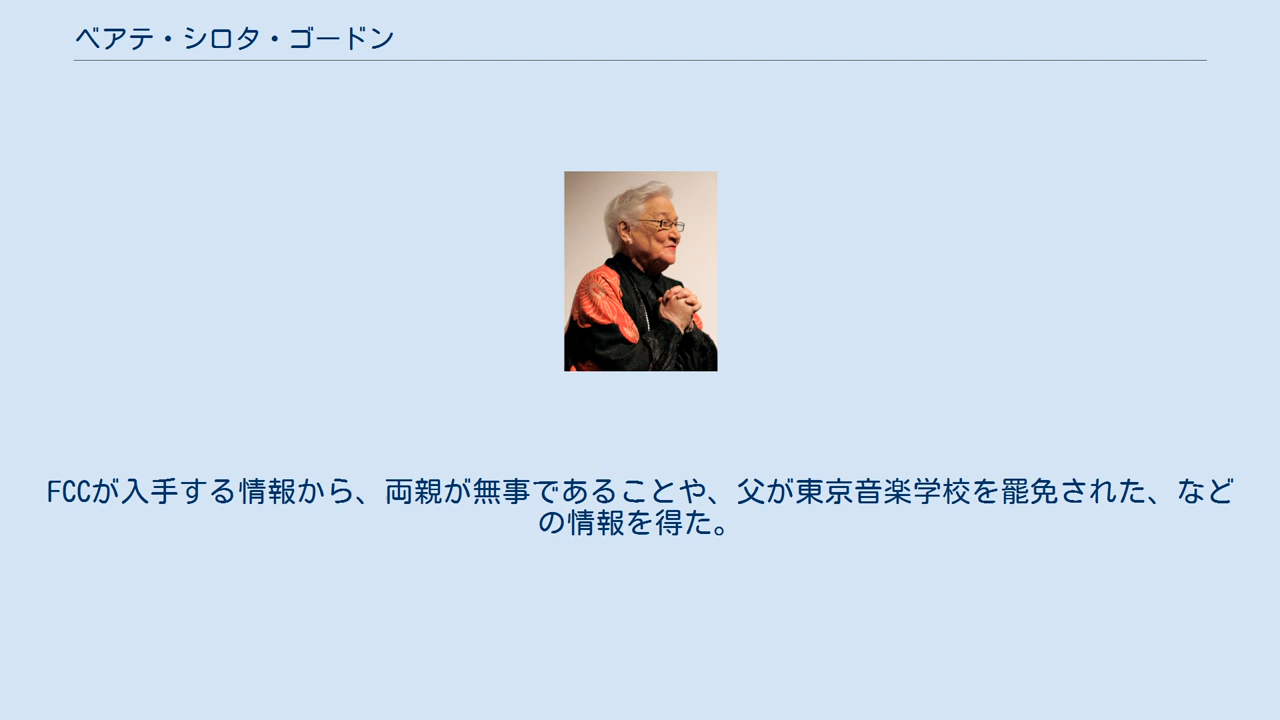 ベアテ・シロタ・ゴードン
FCCが入手する情報から、両親が無事であることや、父が東京音楽学校を罷免された、など
の情報を得た。